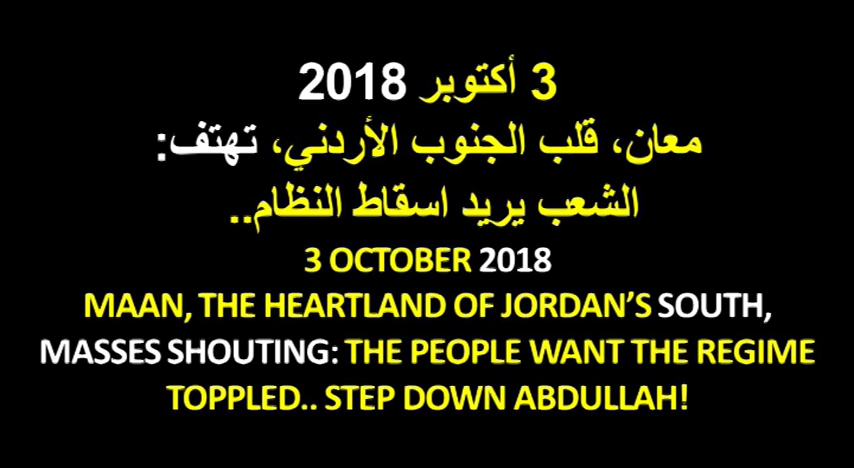 3 أكتوبر 2018
معان، قلب الجنوب الأردني، تهتف:
الشعب يريد اسقاط النظام..
3 OCTOBER 2018
MAAN, THE HEARTLAND OF JORDAN’S SOUTH,
MASSES SHOUTING: THE PEOPLE WANT THE REGIME
TOPPLED.. STEP DOWN ABDULLAH!